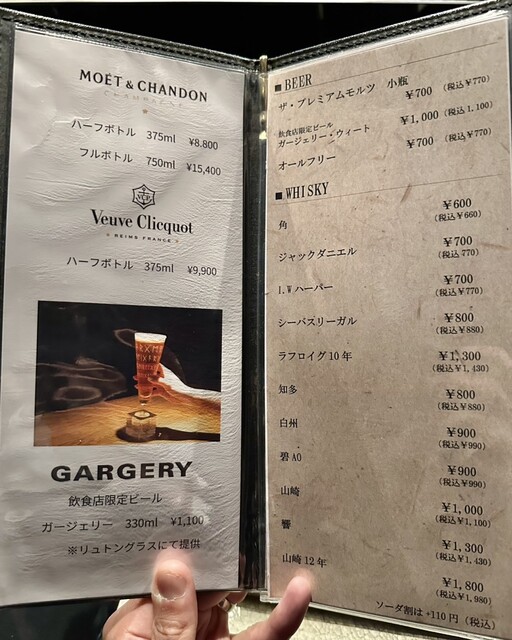 MOËT & CHANDON
CHAMPAGNE
ハーフボトル 375ml ¥8,800
フルボトル 750ml ¥15,400
VCP
Veuve Clicquot
REIMS FRANCE
ハーフボトル 375ml ¥9,900
GARGERY
飲食店限定ビール
ガージェリー 330ml ¥1,100
※リュトングラスにて提供
■BEER
ザ・プレミアムモルツ 小瓶 ¥700（税込¥770）
飲食店限定ビール
ガージェリー・ウィート ¥1,000（税込1,100）
オールフリー ¥700（税込¥770）
■WHISKY
角 ¥600
（税込¥660）
ジャックダニエル ¥700
（税込770）
I.Wハーパー ¥700
（税込¥770）
シーバスリーガル ¥800
（税込¥880）
ラフロイグ10年 ¥1,300
（税込¥1,430）
知多 ¥800
（税込¥880）
白州 ¥900
（税込¥990）
碧AO ¥900
（税込¥990）
山崎 ¥1,000
（税込¥1,100）
響 ¥1,300
（税込¥1,430）
山崎12年 ¥1,800
（税込¥1,980）
ソーダ割は+110円（税込）